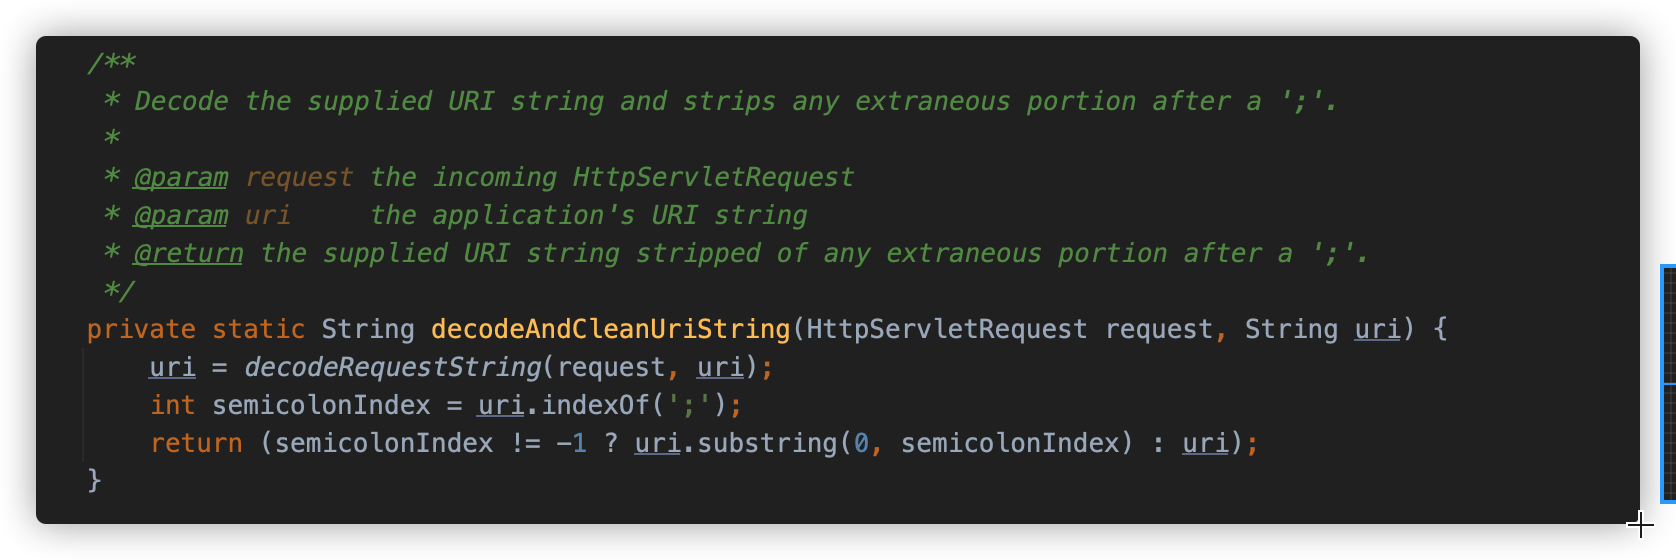 /**
 * Decode the supplied URI string and strips any extraneous portion after a ';'.
 *
 * @param request the incoming HttpServletRequest
 * @param uri     the application's URI string
 * @return the supplied URI string stripped of any extraneous portion after a ';'.
 */
private static String decodeAndCleanUriString(HttpServletRequest request, String uri) {
    uri = decodeRequestString(request, uri);
    int semicolonIndex = uri.indexOf(';');
    return (semicolonIndex != -1 ? uri.substring(0, semicolonIndex) : uri);
}